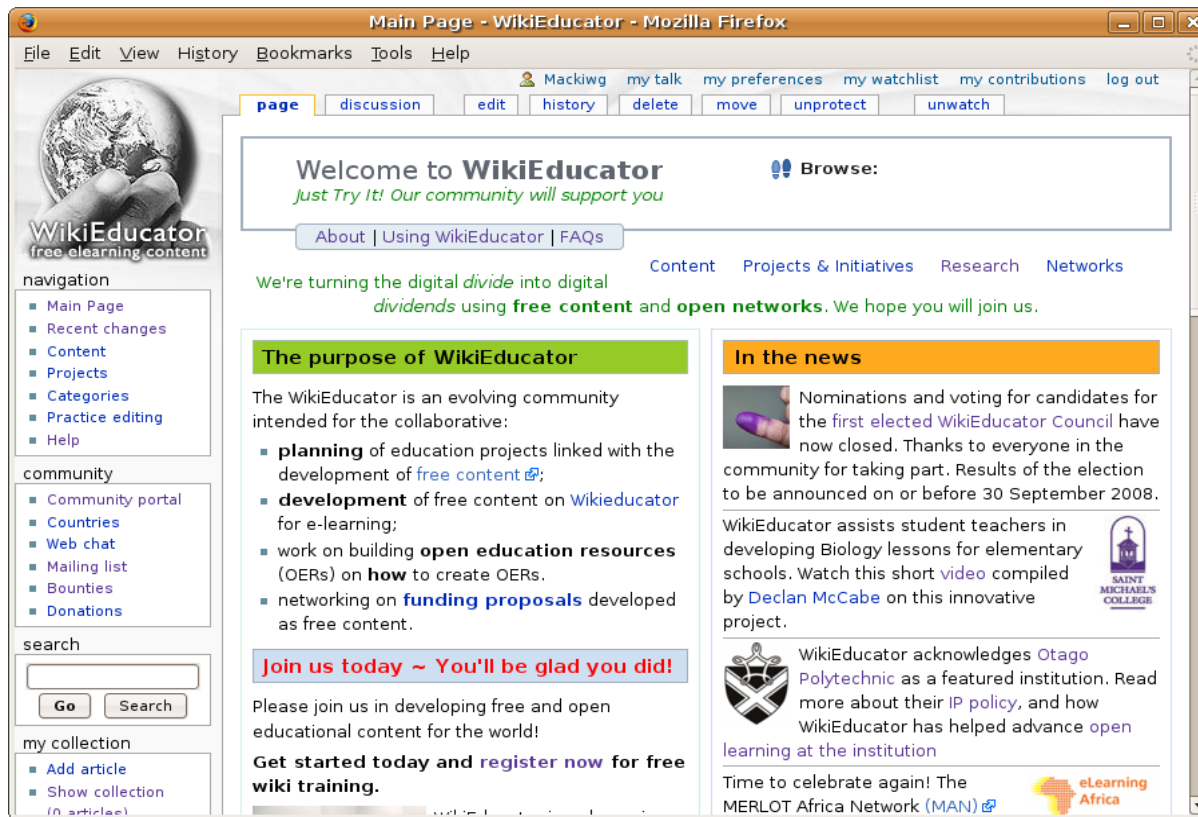 Main Page - WikiEducator - Mozilla Firefox
File Edit View History Bookmarks Tools Help
Mackiwg my talk my preferences my watchlist my contributions log out
page discussion edit history delete move unprotect unwatch
WikiEducator
free elearning content
navigation
Main Page
Recent changes
Content
Projects
Categories
Practice editing
Help
community
Community portal
Countries
Web chat
Mailing list
Bounties
Donations
search
Go Search
my collection
Add article
Show collection
(0 articles)
Welcome to WikiEducator
Just Try It! Our community will support you
Browse:
About | Using WikiEducator | FAQs
Content Projects & Initiatives Research Networks
We're turning the digital divide into digital
dividends using free content and open networks. We hope you will join us.
The purpose of WikiEducator
The WikiEducator is an evolving community
intended for the collaborative:
planning of education projects linked with the
development of free content;
development of free content on Wikieducator
for e-learning;
work on building open education resources
(OERs) on how to create OERs.
networking on funding proposals developed
as free content.
Join us today ~ You'll be glad you did!
Please join us in developing free and open
educational content for the world!
Get started today and register now for free
wiki training.
In the news
Nominations and voting for candidates for
the first elected WikiEducator Council have
now closed. Thanks to everyone in the
community for taking part. Results of the election
to be announced on or before 30 September 2008.
WikiEducator assists student teachers in
developing Biology lessons for elementary
schools. Watch this short video compiled
by Declan McCabe on this innovative
project.
SAINT
MICHAEL'S
COLLEGE
WikiEducator acknowledges Otago
Polytechnic as a featured institution. Read
more about their IP policy, and how
WikiEducator has helped advance open
learning at the institution
Time to celebrate again! The
MERLOT Africa Network (MAN)
eLearning
Africa